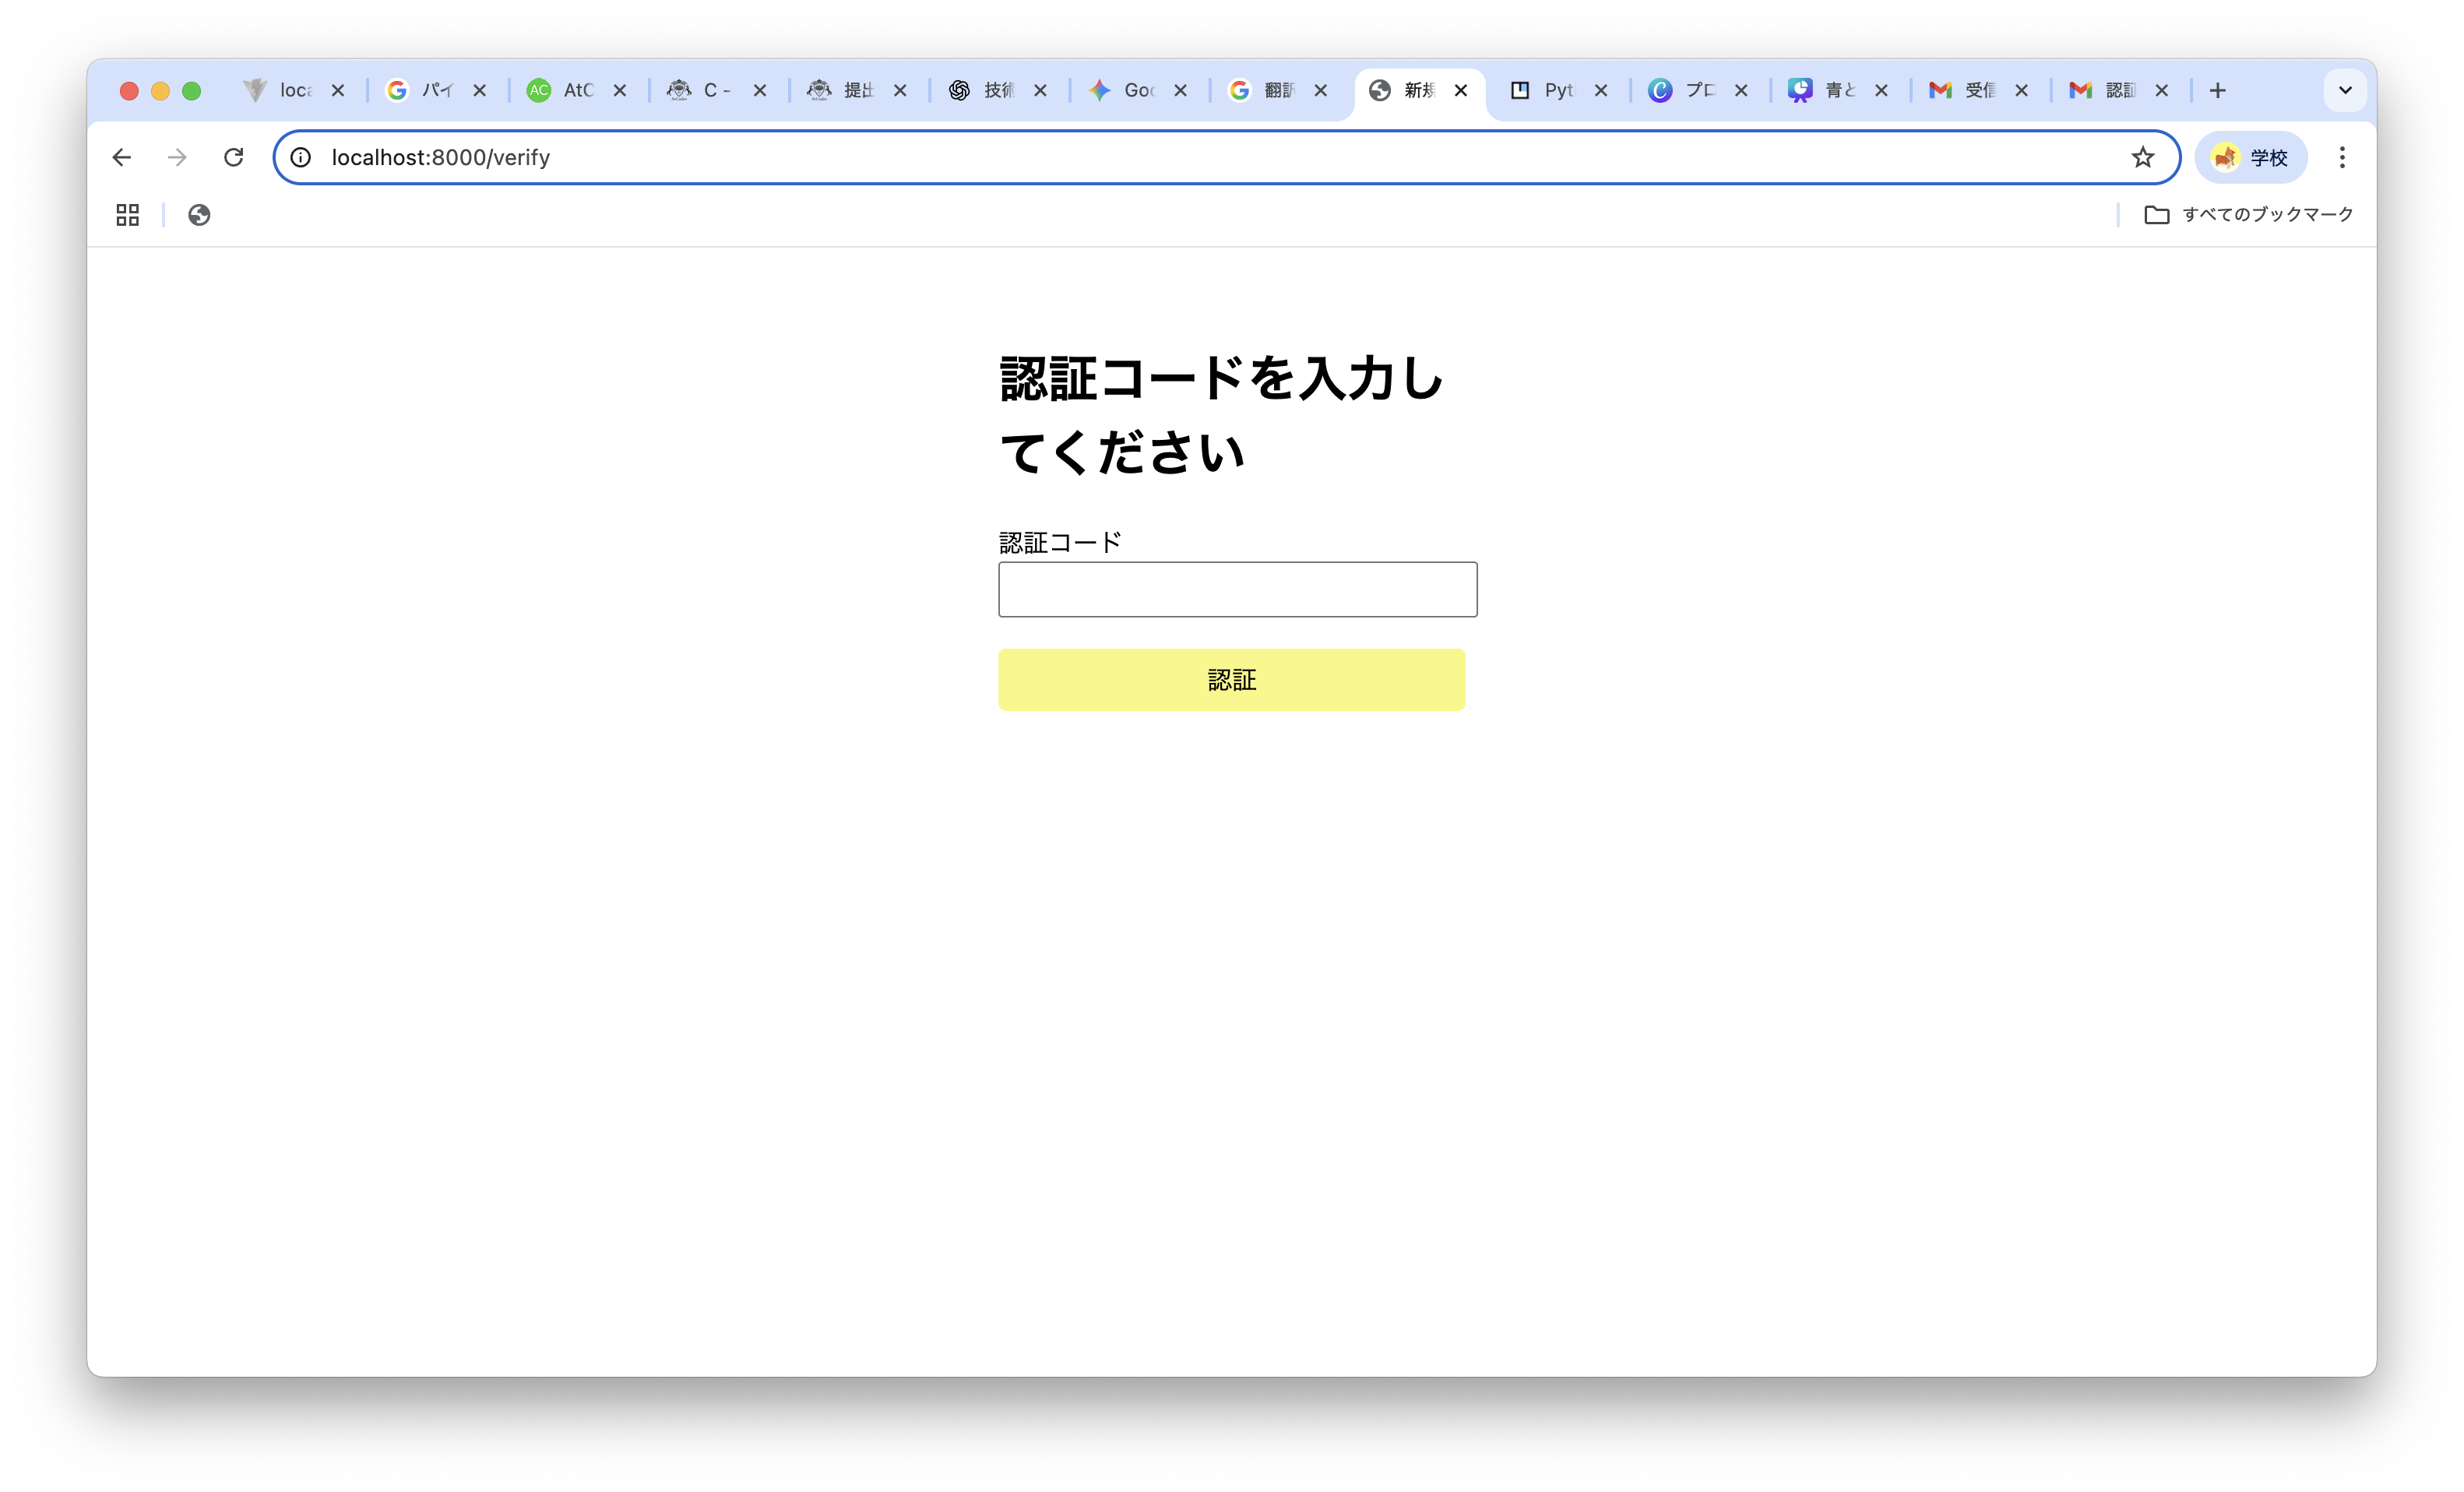 loca パイ AtC C - 提出 技術 Goo 翻訳 新規 Pyt プロ 青と 受信 認証
localhost:8000/verify 学校
すべてのブックマーク
認証コードを入力し
てください
認証コード
認証